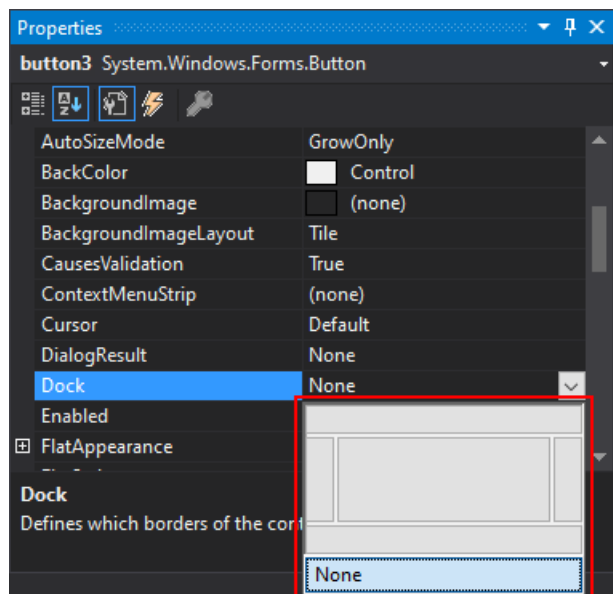 Properties
button3 System.Windows.Forms.Button
AutoSizeMode GrowOnly
BackColor Control
BackgroundImage (none)
BackgroundImageLayout Tile
CausesValidation True
ContextMenuStrip (none)
Cursor Default
DialogResult None
Dock None
Enabled
FlatAppearance
Dock
Defines which borders of the cont
None